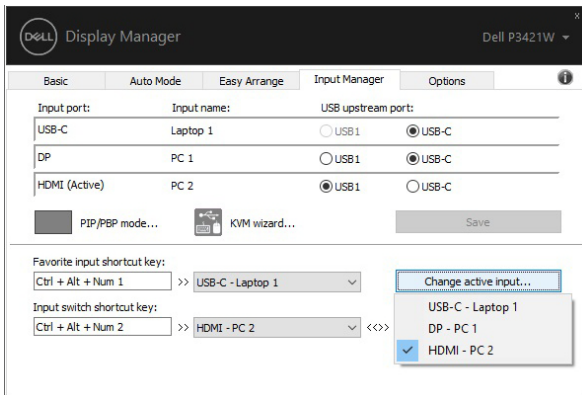 DELL Display Manager Dell P3421W
x
Basic Auto Mode Easy Arrange Input Manager Options i
Input port: Input name: USB upstream port:
USB-C Laptop 1 USB1 USB-C
DP PC 1 USB1 USB-C
HDMI (Active) PC 2 USB1 USB-C
PIP/PBP mode... KVM wizard... Save
Favorite input shortcut key:
Ctrl + Alt + Num 1 >> USB-C - Laptop 1 Change active input...
USB-C - Laptop 1
Input switch shortcut key:
Ctrl + Alt + Num 2 >> HDMI - PC 2 <<>> DP - PC 1
HDMI - PC 2